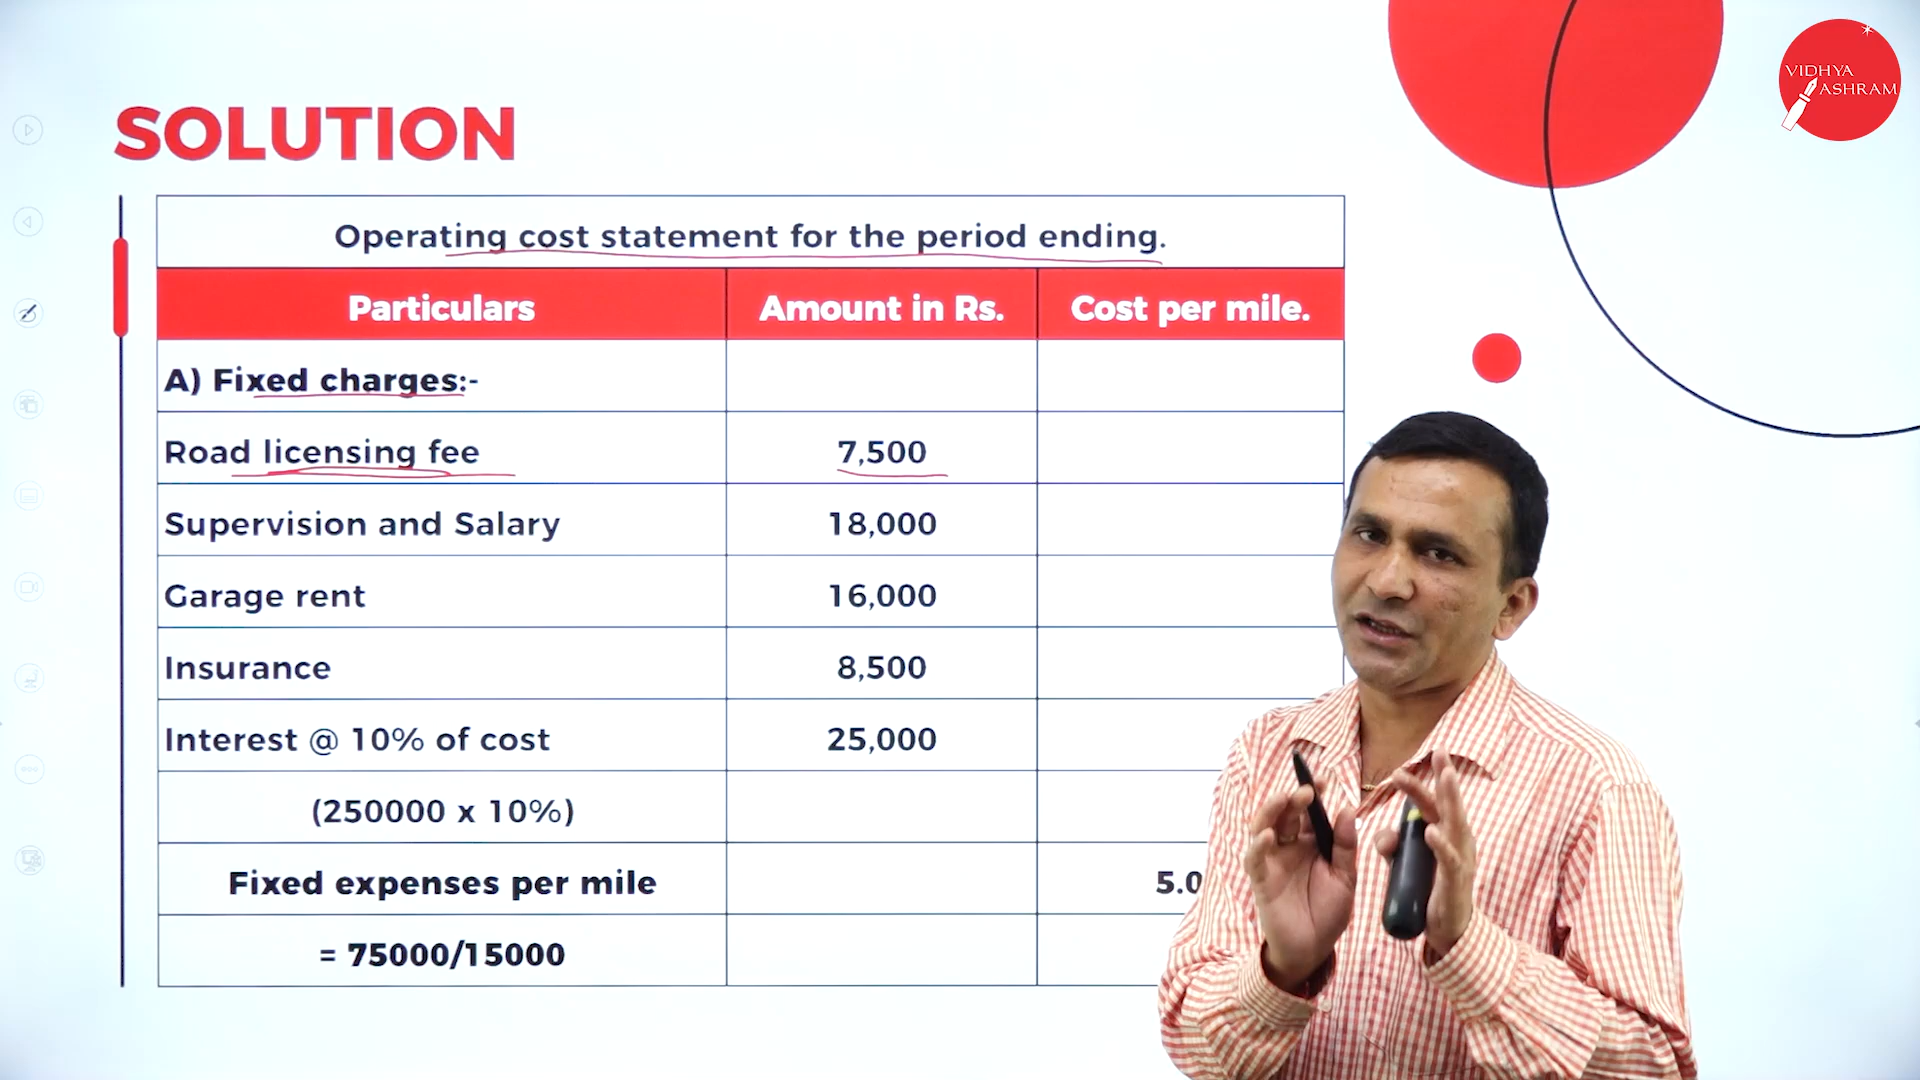 VIDHYA
ASHRAM
SOLUTION
Operating cost statement for the period ending.
Particulars Amount in Rs. Cost per mile.
A) Fixed charges:-
Road licensing fee 7,500
Supervision and Salary 18,000
Garage rent 16,000
Insurance 8,500
Interest @ 10% of cost 25,000
(250000 x 10%)
Fixed expenses per mile 5.0
= 75000/15000